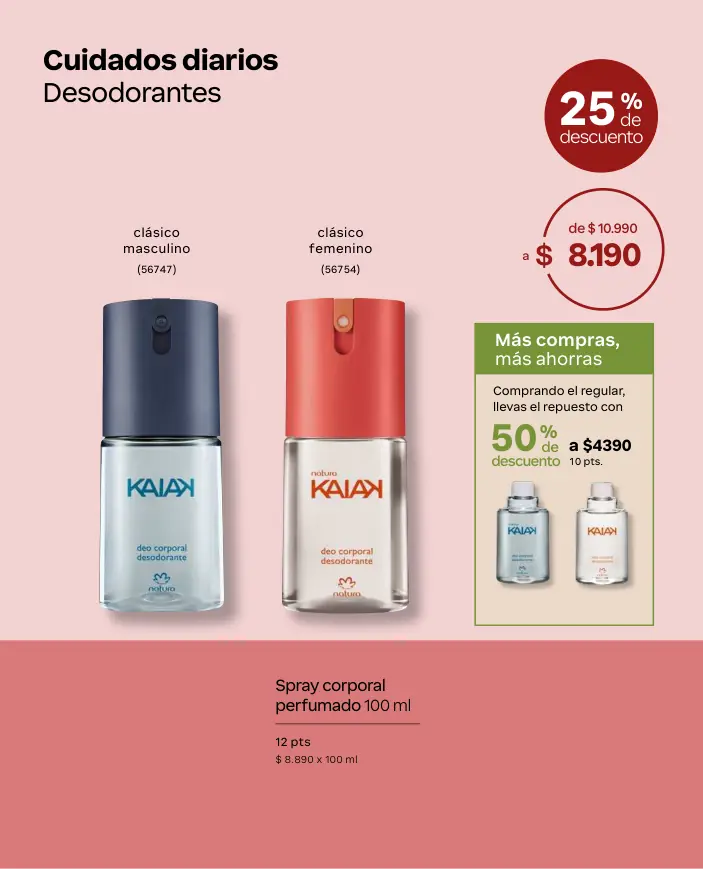 Cuidados diarios
Desodorantes
25%
de
descuento
de $ 10.990
a $ 8.190
clásico
masculino
(56747)
clásico
femenino
(56754)
KAIAK
deo corporal
desodorante
natura
natura
KAIAK
deo corporal
desodorante
natura
Más compras,
más ahorras
Comprando el regular,
llevas el repuesto con
50%
de
descuento
a $4390
10 pts.
KAIAK
KAIAK
Spray corporal
perfumado 100 ml
12 pts
$ 8.890 x 100 ml